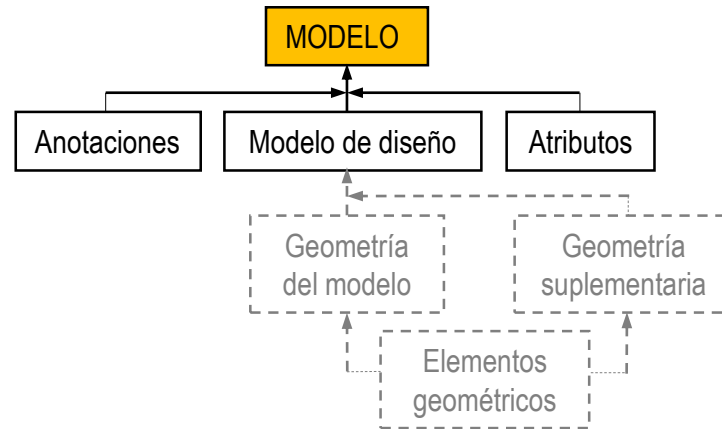 MODELO
Anotaciones
Modelo de diseño
Atributos
Geometría
del modelo
Geometría
suplementaria
Elementos
geométricos